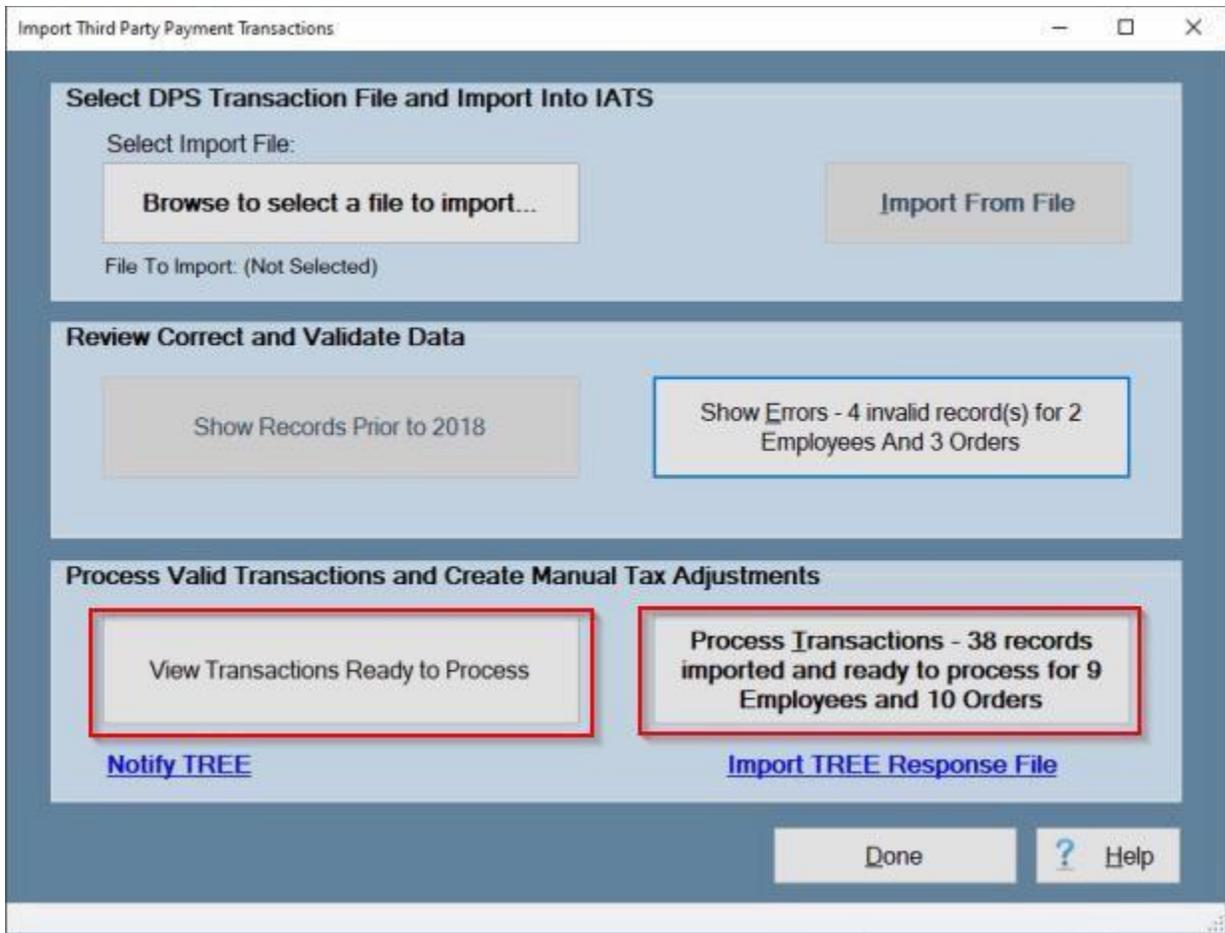 Import Third Party Payment Transactions
Select DPS Transaction File and Import Into IATS
Select Import File:
Browse to select a file to import...
Import From File
File To Import: (Not Selected)
Review Correct and Validate Data
Show Records Prior to 2018
Show Errors - 4 invalid record(s) for 2
Employees And 3 Orders
Process Valid Transactions and Create Manual Tax Adjustments
View Transactions Ready to Process
Process Transactions - 38 records
imported and ready to process for 9
Employees and 10 Orders
Notify TREE
Import TREE Response File
Done
? Help